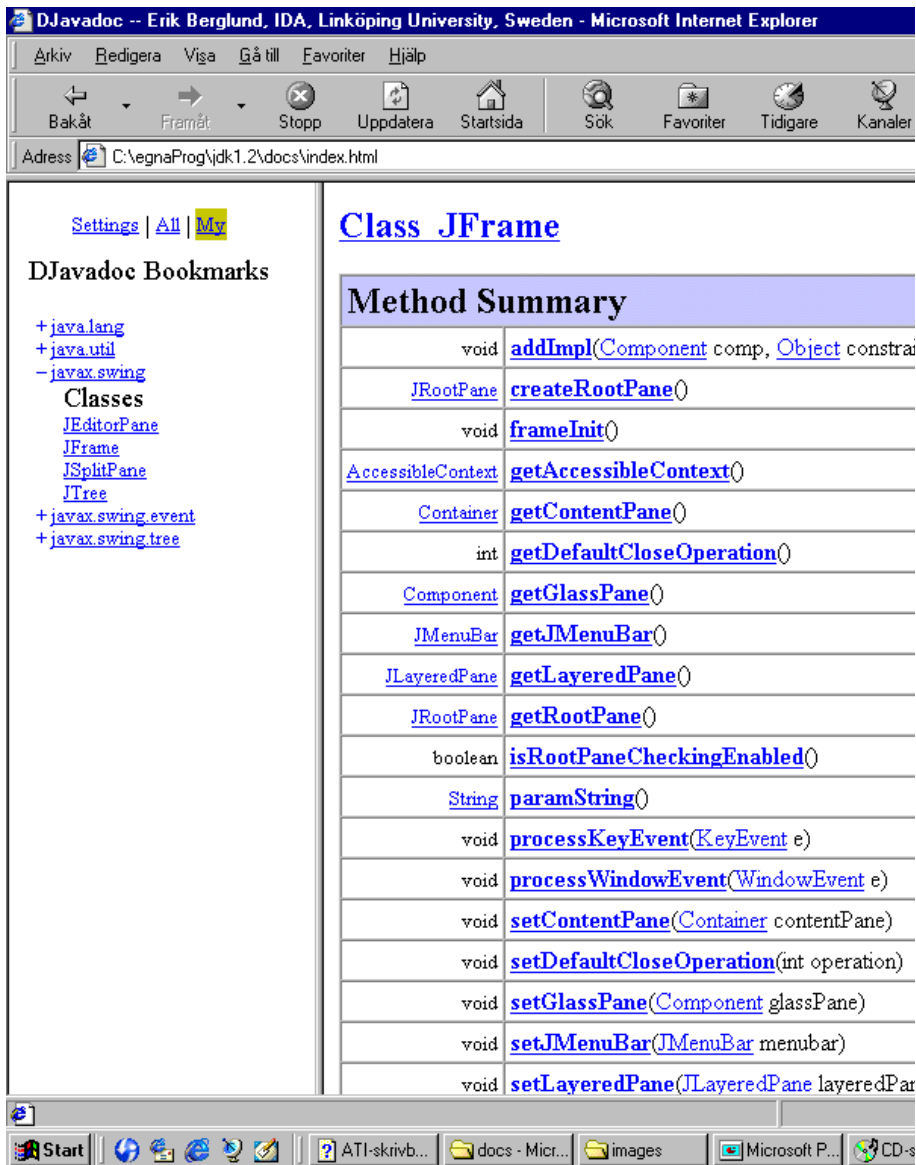 DJavadoc -- Erik Berglund, IDA, Linköping University, Sweden - Microsoft Internet Explorer
Arkiv Redigera Visa Gå till Favoriter Hjälp
Bakåt Framåt Stopp Uppdatera Startsida Sök Favoriter Tidigare Kanaler
Adress C:\egnaProg\jdk1.2\docs\index.html
Settings | All | My
DJavadoc Bookmarks
+ java.lang
+ java.util
– javax.swing
Classes
JEditorPane
JFrame
JSplitPane
JTree
+ javax.swing.event
+ javax.swing.tree
Class JFrame
Method Summary
void addImpl(Component comp, Object constrai
JRootPane createRootPane()
void frameInit()
AccessibleContext getAccessibleContext()
Container getContentPane()
int getDefaultCloseOperation()
Component getGlassPane()
JMenuBar getJMenuBar()
JLayeredPane getLayeredPane()
JRootPane getRootPane()
boolean isRootPaneCheckingEnabled()
String paramString()
void processKeyEvent(KeyEvent e)
void processWindowEvent(WindowEvent e)
void setContentPane(Container contentPane)
void setDefaultCloseOperation(int operation)
void setGlassPane(Component glassPane)
void setJMenuBar(JMenuBar menubar)
void setLayeredPane(JLayeredPane layeredPan
Start ATI-skrivb... docs - Micr... images Microsoft P... CD-s